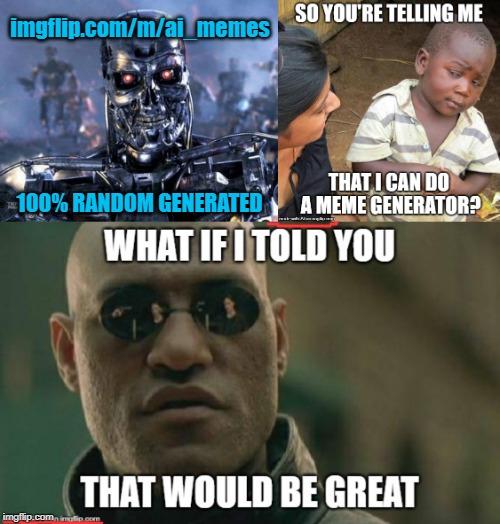 imgflip.com/m/ai_memes
100% RANDOM GENERATED
SO YOU'RE TELLING ME
THAT I CAN DO
A MEME GENERATOR?
WHAT IF I TOLD YOU
THAT WOULD BE GREAT
imgflip.com